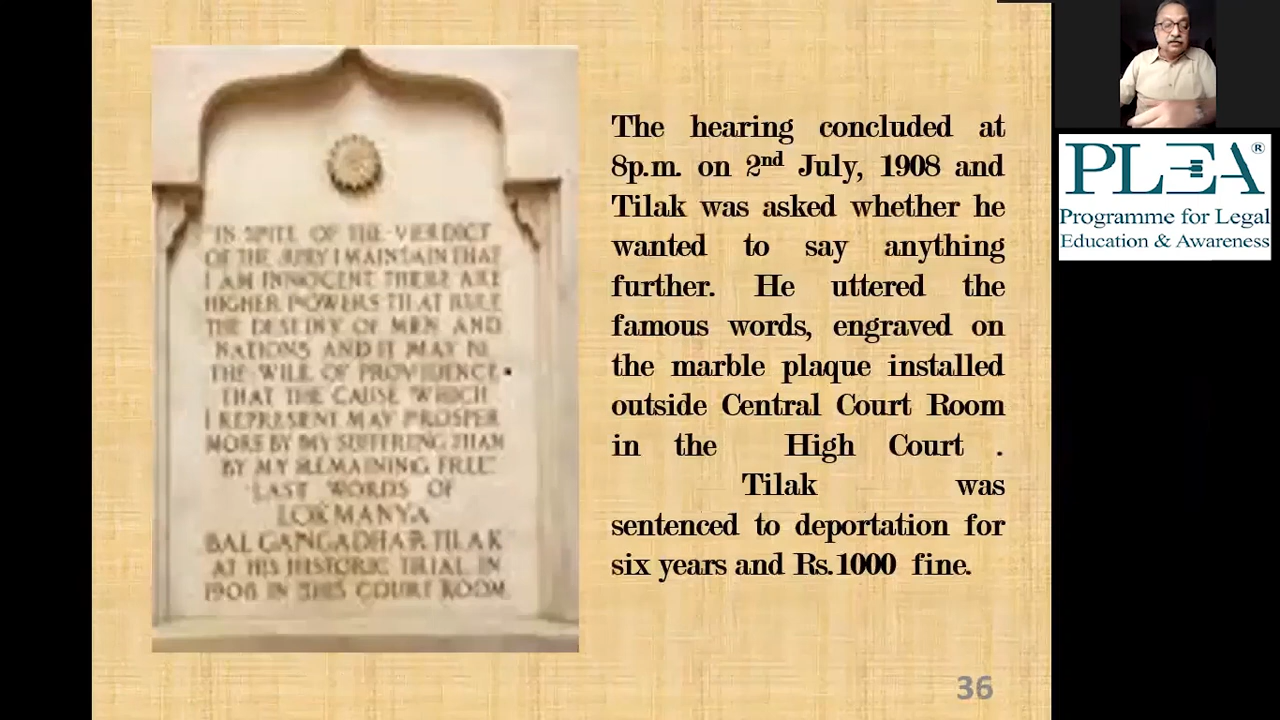 "IN SPITE OF THE VERDICT
OF THE JURY I MAINTAIN THAT
I AM INNOCENT THERE ARE
HIGHER POWERS THAT RULE
THE DESTINY OF MEN AND
NATIONS AND IT MAY BE
THE WILL OF PROVIDENCE
THAT THE CAUSE WHICH
I REPRESENT MAY PROSPER
MORE BY MY SUFFERING THAN
BY MY REMAINING FREE"
LAST WORDS OF
LOKMANYA
BAL GANGADHAR TILAK
AT HIS HISTORIC TRIAL IN
1908 IN THIS COURT ROOM
The hearing concluded at
8p.m. on 2nd July, 1908 and
Tilak was asked whether he
wanted to say anything
further. He uttered the
famous words, engraved on
the marble plaque installed
outside Central Court Room
in the High Court .
Tilak was
sentenced to deportation for
six years and Rs.1000 fine.
36
PLEA®
Programme for Legal
Education & Awareness